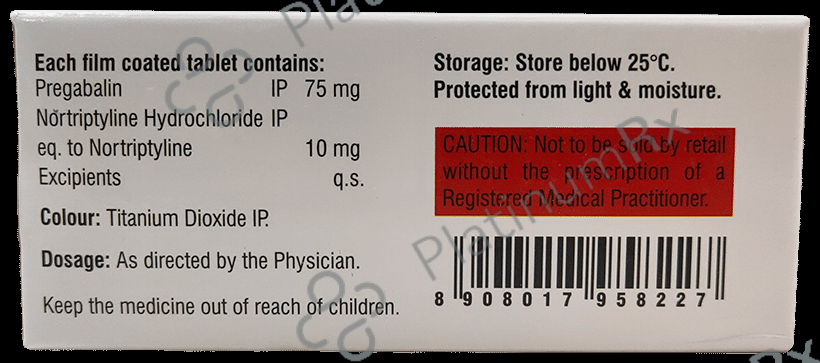 Each film coated tablet contains:
Pregabalin IP 75 mg
Nortriptyline Hydrochloride IP
eq. to Nortriptyline 10 mg
Excipients q.s.
Colour: Titanium Dioxide IP.
Dosage: As directed by the Physician.
Keep the medicine out of reach of children.
Storage: Store below 25°C.
Protected from light & moisture.
CAUTION: Not to be sold by retail
without the prescription of a
Registered Medical Practitioner.
8 908017 958227
PlatinumRx